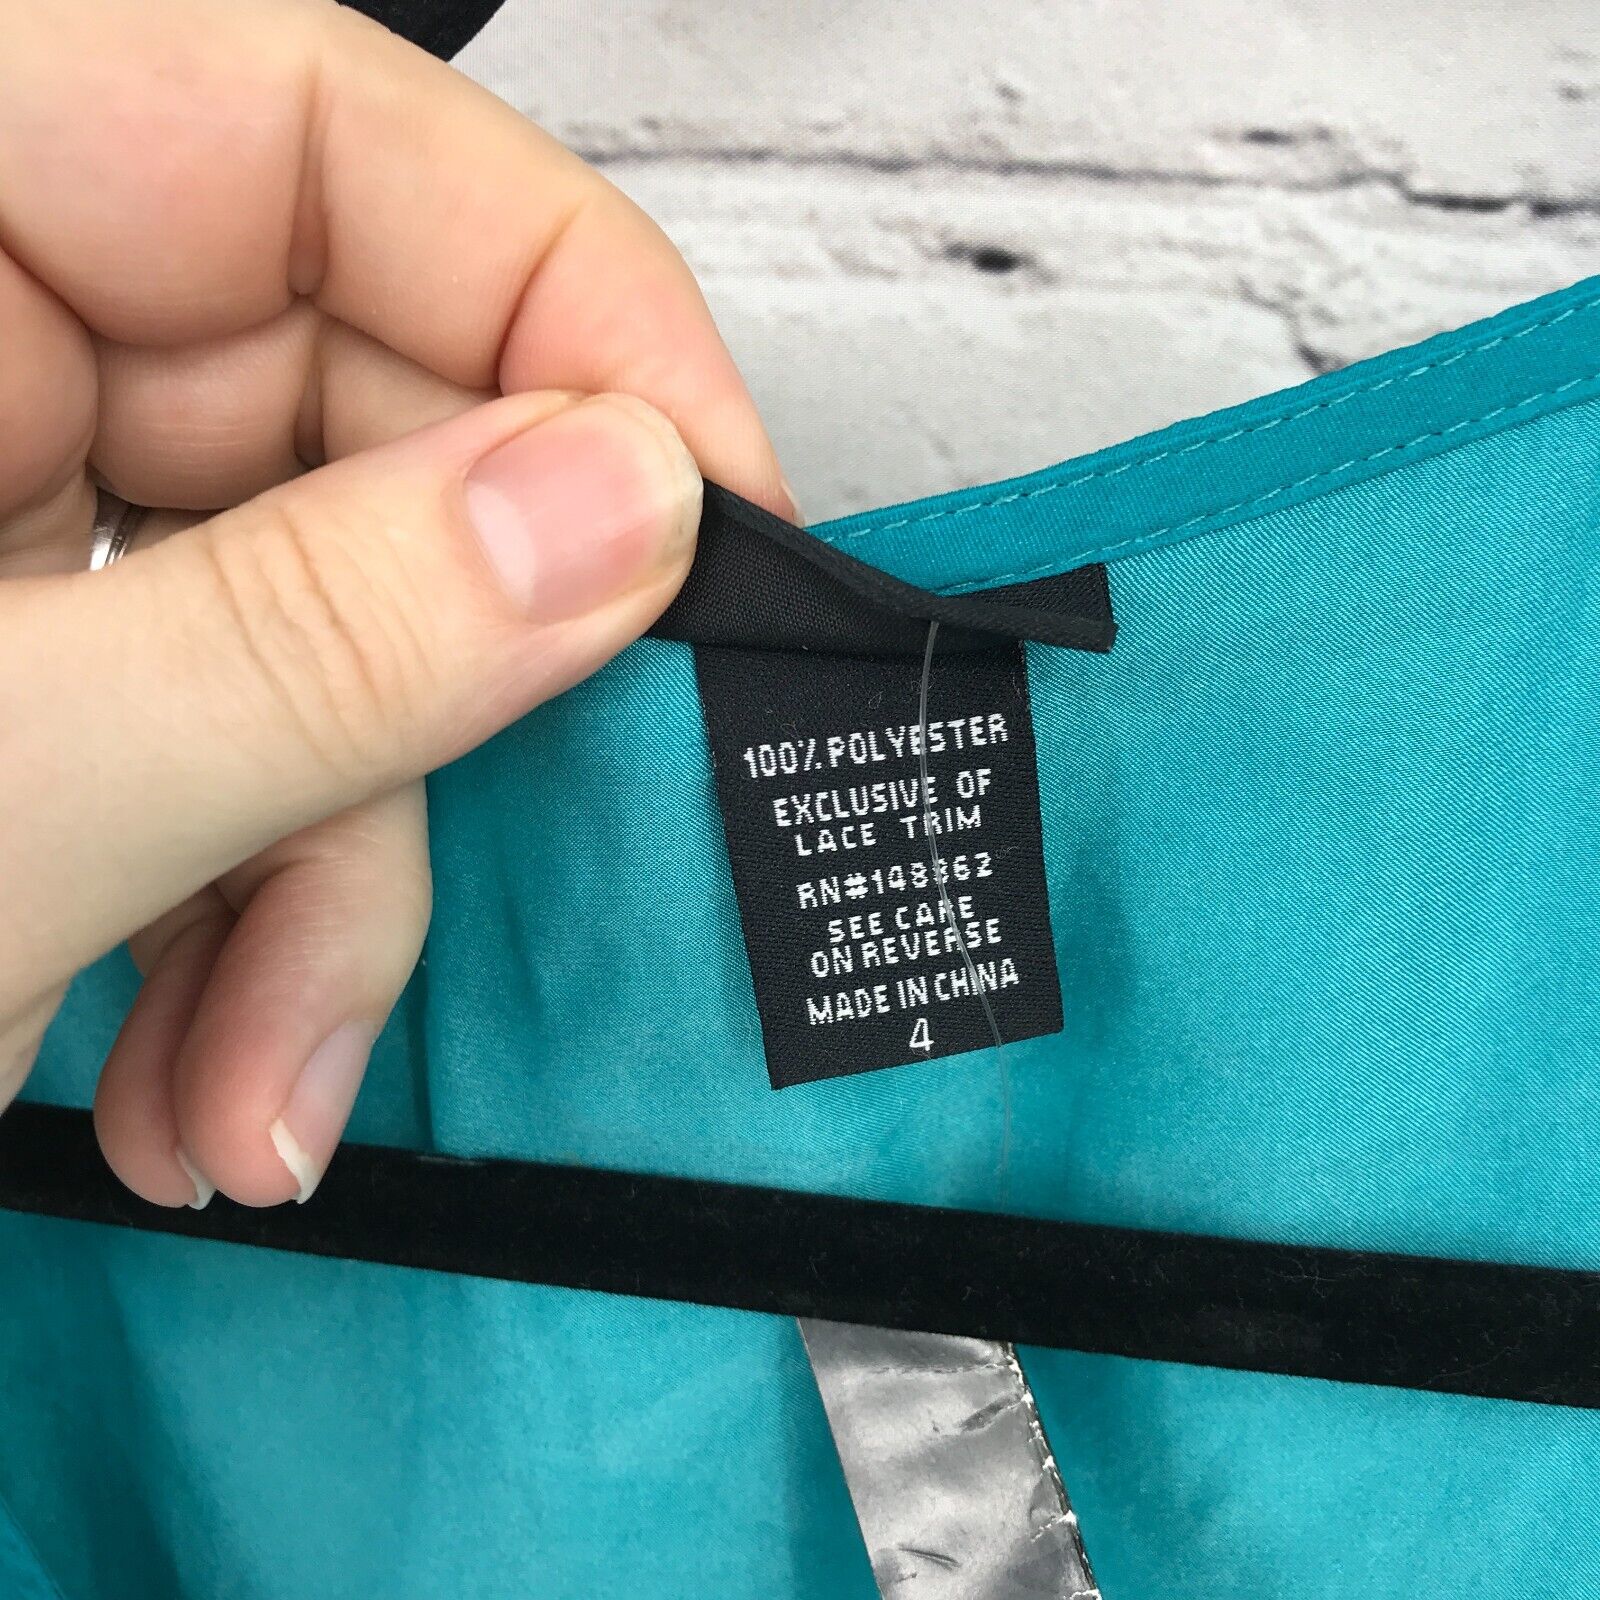 100% POLYESTER
EXCLUSIVE OF
LACE TRIM
RN#148862
SEE CARE
ON REVERSE
MADE IN CHINA
4